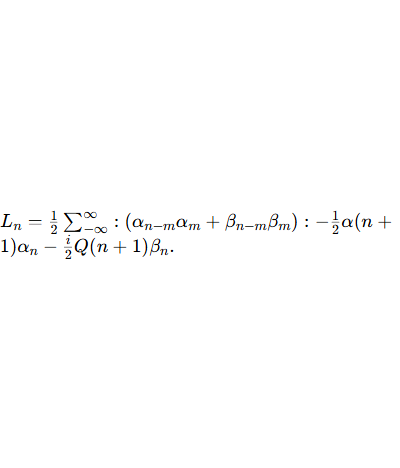 $L_n = \frac{1}{2} \sum_{-\infty}^{\infty} : (\alpha_{n-m}\alpha_m + \beta_{n-m}\beta_m) : -\frac{1}{2}\alpha(n +$
$1)\alpha_n - \frac{i}{2}Q(n + 1)\beta_n.$